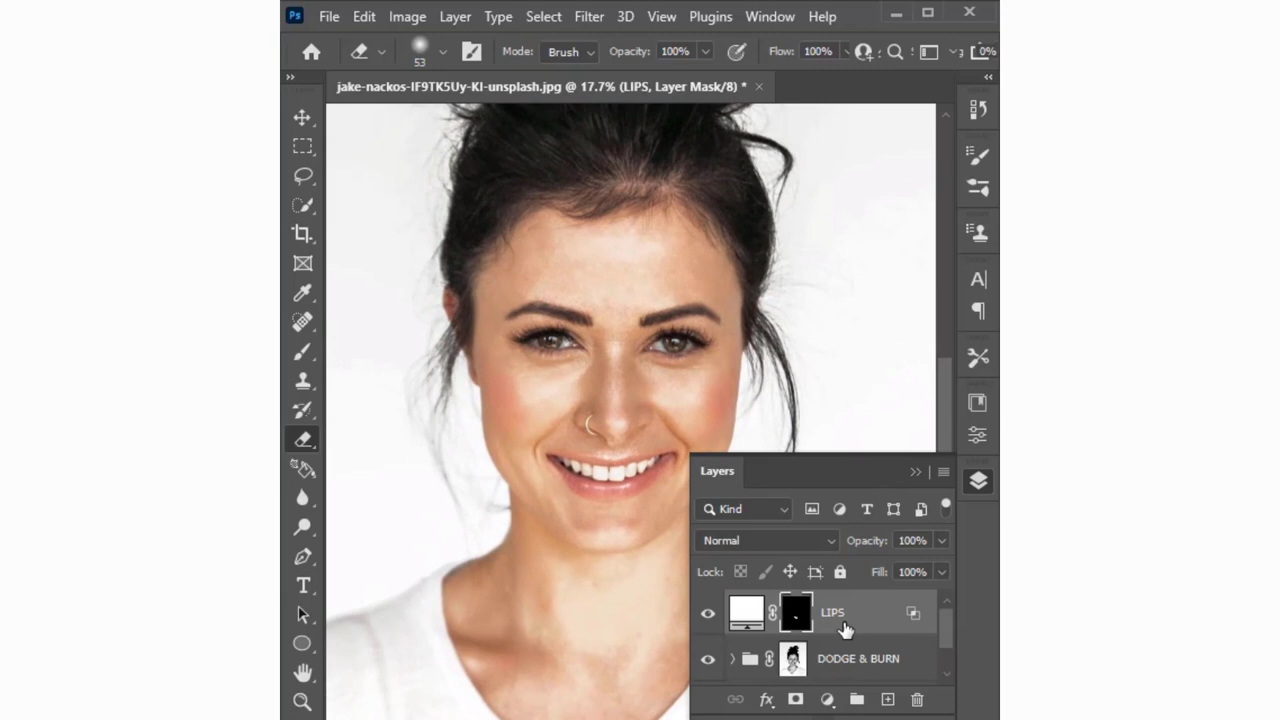 Ps File Edit Image Layer Type Select Filter 3D View Plugins Window Help
53 Mode: Brush Opacity: 100% Flow: 100% 0%
jake-nackos-IF9TK5Uy-KI-unsplash.jpg @ 17.7% (LIPS, Layer Mask/8) *
Layers
Kind
Normal Opacity: 100%
Lock: Fill: 100%
LIPS
DODGE & BURN
fx